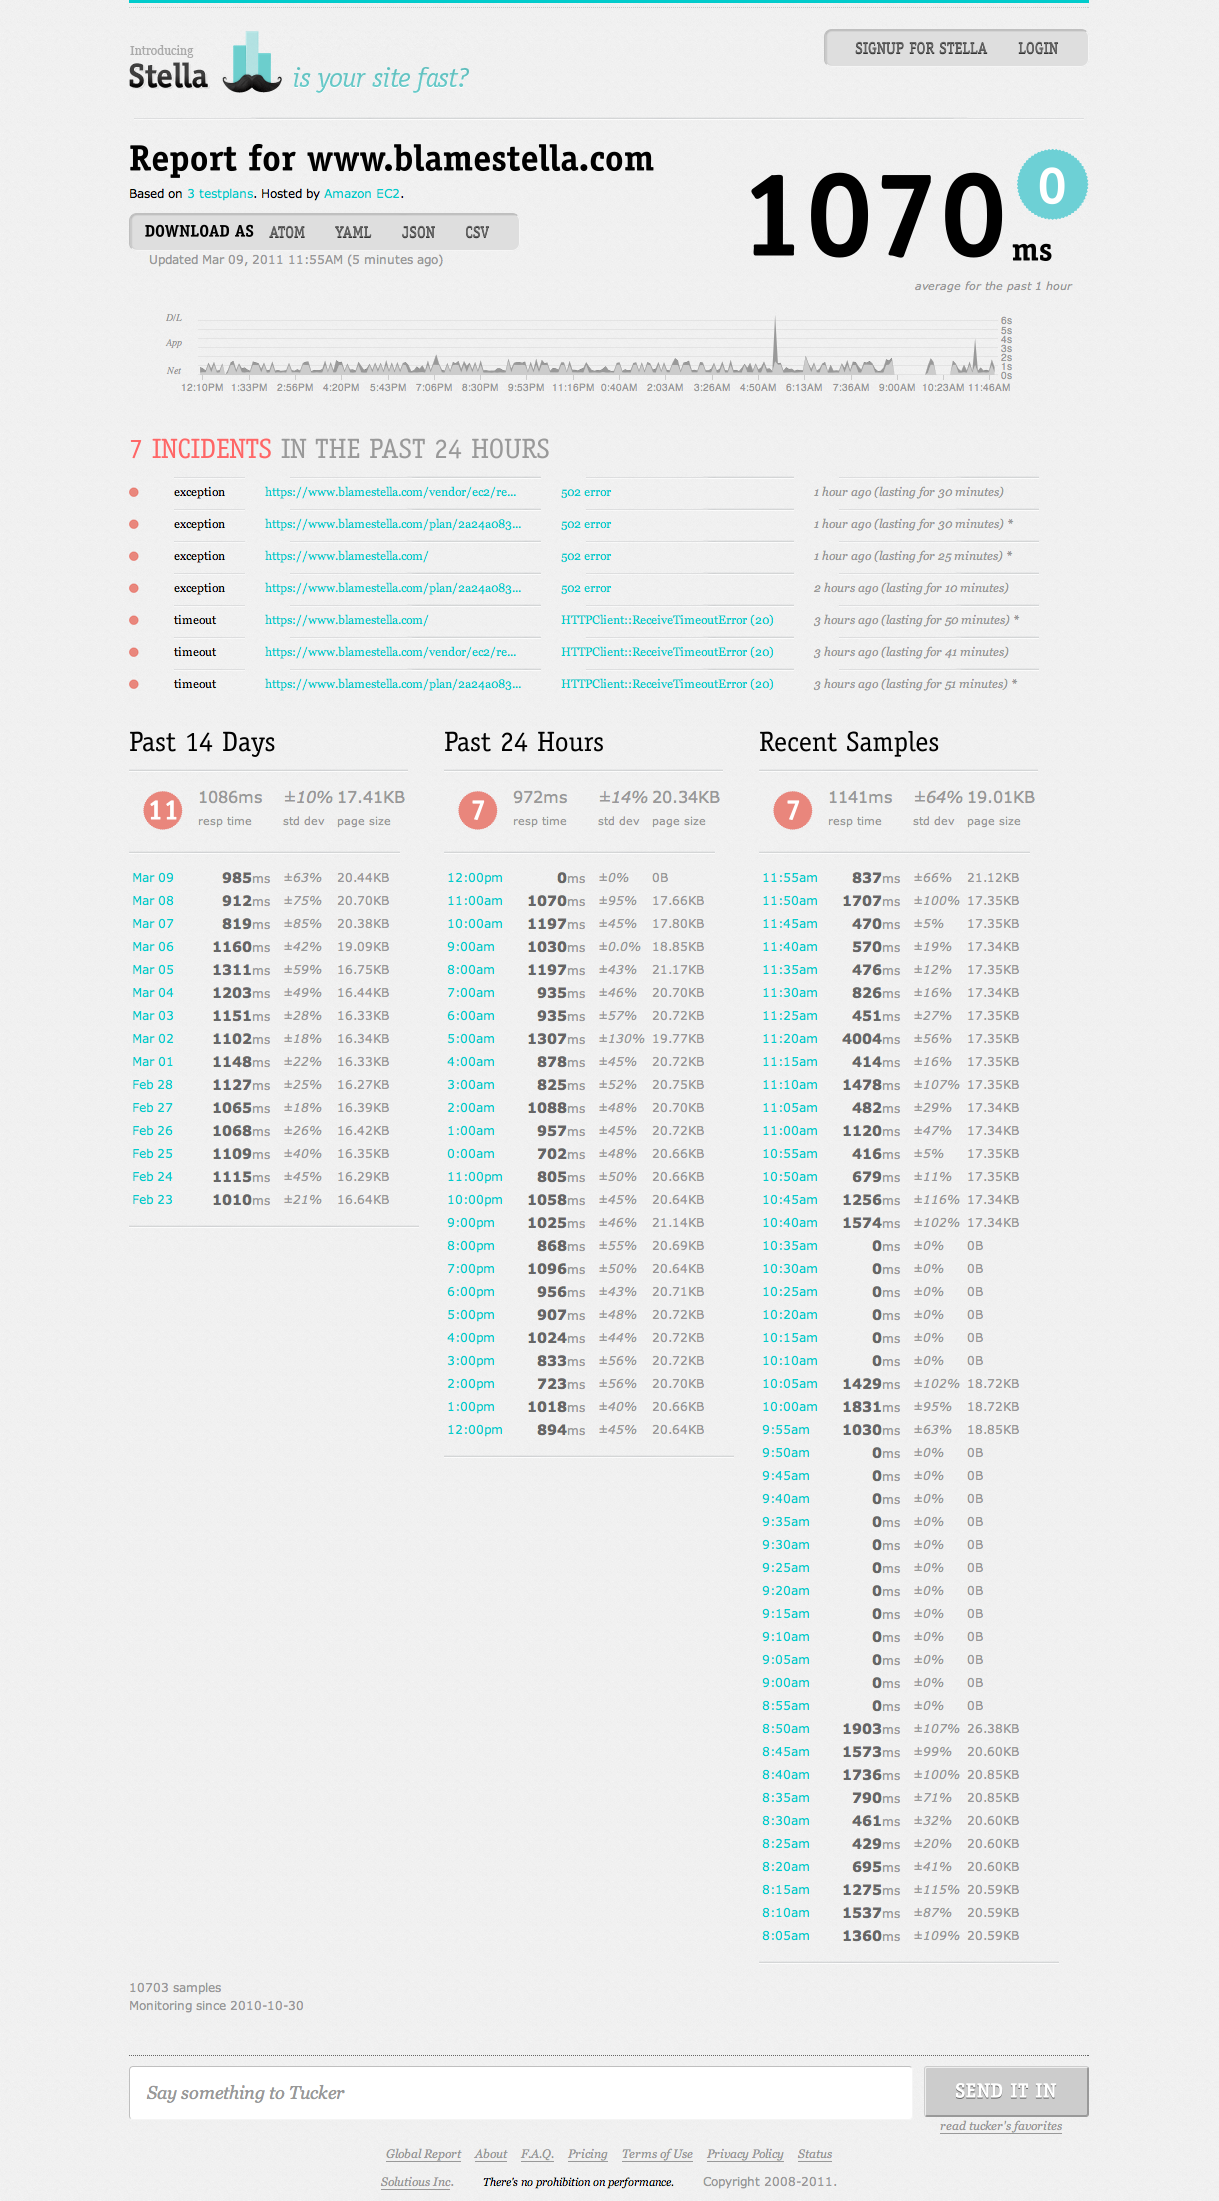 Introducing
Stella is your site fast?
SIGNUP FOR STELLA LOGIN
Report for www.blamestella.com
Based on 3 testplans. Hosted by Amazon EC2.
DOWNLOAD AS ATOM YAML JSON CSV
Updated Mar 09, 2011 11:55AM (5 minutes ago)
1070 ms 0
average for the past 1 hour
D/L
App
Net
6s
5s
4s
3s
2s
1s
0s
12:10PM 1:33PM 2:56PM 4:20PM 5:43PM 7:06PM 8:30PM 9:53PM 11:16PM 0:40AM 2:03AM 3:26AM 4:50AM 6:13AM 7:36AM 9:00AM 10:23AM 11:46AM
7 INCIDENTS IN THE PAST 24 HOURS
exception https://www.blamestella.com/vendor/ec2/re... 502 error 1 hour ago (lasting for 30 minutes)
exception https://www.blamestella.com/plan/2a24a083... 502 error 1 hour ago (lasting for 30 minutes) *
exception https://www.blamestella.com/ 502 error 1 hour ago (lasting for 25 minutes) *
exception https://www.blamestella.com/plan/2a24a083... 502 error 2 hours ago (lasting for 10 minutes)
timeout https://www.blamestella.com/ HTTPClient::ReceiveTimeoutError (20) 3 hours ago (lasting for 50 minutes) *
timeout https://www.blamestella.com/vendor/ec2/re... HTTPClient::ReceiveTimeoutError (20) 3 hours ago (lasting for 41 minutes)
timeout https://www.blamestella.com/plan/2a24a083... HTTPClient::ReceiveTimeoutError (20) 3 hours ago (lasting for 51 minutes) *
Past 14 Days
11 1086ms ±10% 17.41KB
resp time std dev page size
Mar 09 985ms ±63% 20.44KB
Mar 08 912ms ±75% 20.70KB
Mar 07 819ms ±85% 20.38KB
Mar 06 1160ms ±42% 19.09KB
Mar 05 1311ms ±59% 16.75KB
Mar 04 1203ms ±49% 16.44KB
Mar 03 1151ms ±28% 16.33KB
Mar 02 1102ms ±18% 16.34KB
Mar 01 1148ms ±22% 16.33KB
Feb 28 1127ms ±25% 16.27KB
Feb 27 1065ms ±18% 16.39KB
Feb 26 1068ms ±26% 16.42KB
Feb 25 1109ms ±40% 16.35KB
Feb 24 1115ms ±45% 16.29KB
Feb 23 1010ms ±21% 16.64KB
Past 24 Hours
7 972ms ±14% 20.34KB
resp time std dev page size
12:00pm 0ms ±0% 0B
11:00am 1070ms ±95% 17.66KB
10:00am 1197ms ±45% 17.80KB
9:00am 1030ms ±0.0% 18.85KB
8:00am 1197ms ±43% 21.17KB
7:00am 935ms ±46% 20.70KB
6:00am 935ms ±57% 20.72KB
5:00am 1307ms ±130% 19.77KB
4:00am 878ms ±45% 20.72KB
3:00am 825ms ±52% 20.75KB
2:00am 1088ms ±48% 20.70KB
1:00am 957ms ±45% 20.72KB
0:00am 702ms ±48% 20.66KB
11:00pm 805ms ±50% 20.66KB
10:00pm 1058ms ±45% 20.64KB
9:00pm 1025ms ±46% 21.14KB
8:00pm 868ms ±55% 20.69KB
7:00pm 1096ms ±50% 20.64KB
6:00pm 956ms ±43% 20.71KB
5:00pm 907ms ±48% 20.72KB
4:00pm 1024ms ±44% 20.72KB
3:00pm 833ms ±56% 20.72KB
2:00pm 723ms ±56% 20.70KB
1:00pm 1018ms ±40% 20.66KB
12:00pm 894ms ±45% 20.64KB
Recent Samples
7 1141ms ±64% 19.01KB
resp time std dev page size
11:55am 837ms ±66% 21.12KB
11:50am 1707ms ±100% 17.35KB
11:45am 470ms ±5% 17.35KB
11:40am 570ms ±19% 17.34KB
11:35am 476ms ±12% 17.35KB
11:30am 826ms ±16% 17.34KB
11:25am 451ms ±27% 17.35KB
11:20am 4004ms ±56% 17.35KB
11:15am 414ms ±16% 17.35KB
11:10am 1478ms ±107% 17.35KB
11:05am 482ms ±29% 17.34KB
11:00am 1120ms ±47% 17.34KB
10:55am 416ms ±5% 17.35KB
10:50am 679ms ±11% 17.35KB
10:45am 1256ms ±116% 17.34KB
10:40am 1574ms ±102% 17.34KB
10:35am 0ms ±0% 0B
10:30am 0ms ±0% 0B
10:25am 0ms ±0% 0B
10:20am 0ms ±0% 0B
10:15am 0ms ±0% 0B
10:10am 0ms ±0% 0B
10:05am 1429ms ±102% 18.72KB
10:00am 1831ms ±95% 18.72KB
9:55am 1030ms ±63% 18.85KB
9:50am 0ms ±0% 0B
9:45am 0ms ±0% 0B
9:40am 0ms ±0% 0B
9:35am 0ms ±0% 0B
9:30am 0ms ±0% 0B
9:25am 0ms ±0% 0B
9:20am 0ms ±0% 0B
9:15am 0ms ±0% 0B
9:10am 0ms ±0% 0B
9:05am 0ms ±0% 0B
9:00am 0ms ±0% 0B
8:55am 0ms ±0% 0B
8:50am 1903ms ±107% 26.38KB
8:45am 1573ms ±99% 20.60KB
8:40am 1736ms ±100% 20.85KB
8:35am 790ms ±71% 20.85KB
8:30am 461ms ±32% 20.60KB
8:25am 429ms ±20% 20.60KB
8:20am 695ms ±41% 20.60KB
8:15am 1275ms ±115% 20.59KB
8:10am 1537ms ±87% 20.59KB
8:05am 1360ms ±109% 20.59KB
10703 samples
Monitoring since 2010-10-30
Say something to Tucker
SEND IT IN
read tucker's favorites
Global Report About F.A.Q. Pricing Terms of Use Privacy Policy Status
Solutious Inc. There's no prohibition on performance. Copyright 2008-2011.